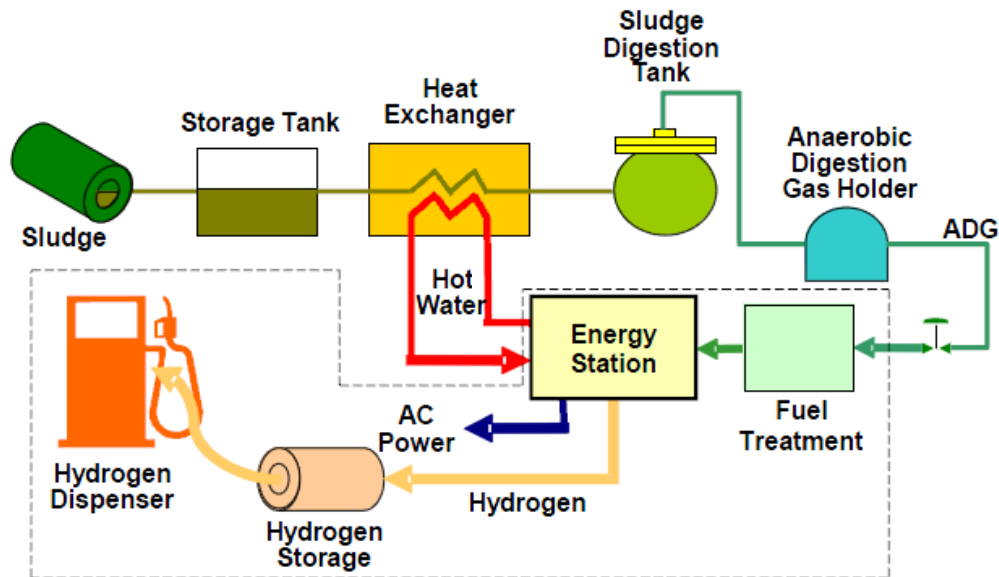 Sludge
Digestion
Tank
Heat
Exchanger
Storage Tank
Anaerobic
Digestion
Gas Holder
Sludge
ADG
Hot
Water
Energy
Station
Fuel
Treatment
AC
Power
Hydrogen
Dispenser
Hydrogen
Hydrogen
Storage